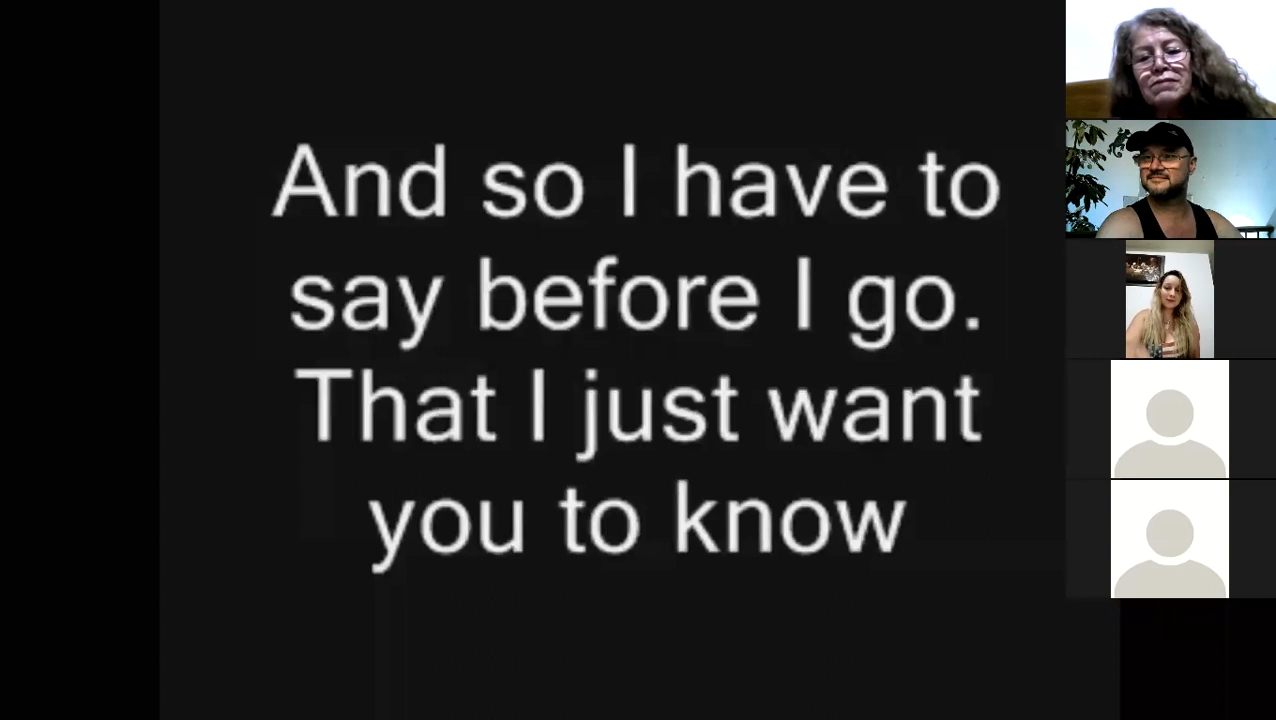 And so I have to
say before I go.
That I just want
you to know